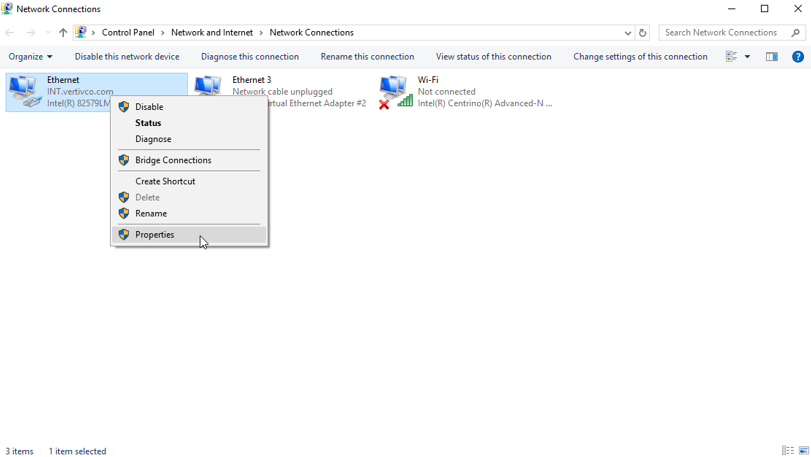 Network Connections
Control Panel > Network and Internet > Network Connections
Search Network Connections
Organize Disable this network device Diagnose this connection Rename this connection View status of this connection Change settings of this connection
Ethernet
INT.vertivco.com
Intel(R) 82579LM
Ethernet 3
Network cable unplugged
irtual Ethernet Adapter #2
Wi-Fi
Not connected
Intel(R) Centrino(R) Advanced-N ...
Disable
Status
Diagnose
Bridge Connections
Create Shortcut
Delete
Rename
Properties
3 items 1 item selected